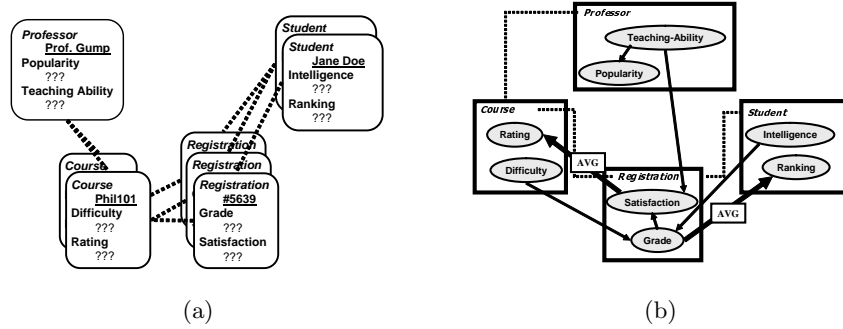 Professor
Prof. Gump
Popularity
???
Teaching Ability
???
Student
Student
Jane Doe
Intelligence
???
Ranking
???
Course
Course
Phil101
Difficulty
???
Rating
???
Registration
Registration
Registration
#5639
Grade
???
Satisfaction
???
(a)
Professor
Teaching-Ability
Popularity
Course
Rating
Difficulty
Student
Intelligence
Ranking
AVG
Registration
Satisfaction
AVG
Grade
(b)